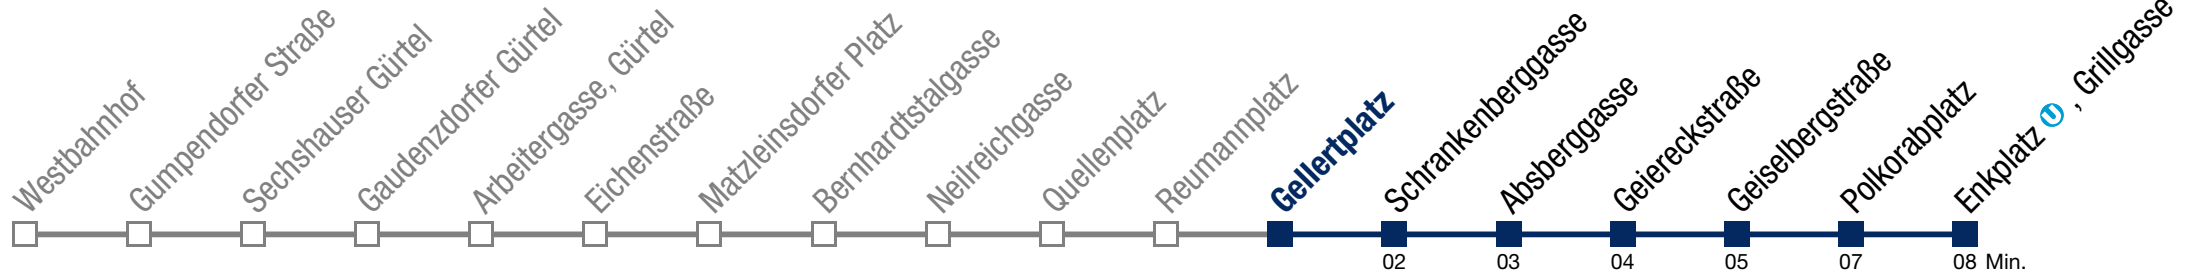 Westbahnhof
Gumpendorfer Straße
Sechshauser Gürtel
Gaudenzdorfer Gürtel
Arbeitergasse, Gürtel
Eichenstraße
Matzleinsdorfer Platz
Bernhardtstalgasse
Neilreichgasse
Quellenplatz
Reumannplatz
Gellertplatz
Schrankenberggasse
Absberggasse
Geiereckstraße
Geiselbergstraße
Polkorabplatz
Enkplatz U , Grillgasse
02 03 04 05 07 08 Min.